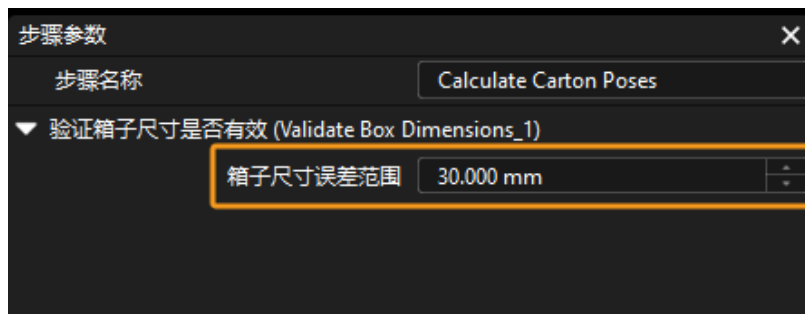 步骤参数
步骤名称 Calculate Carton Poses
验证箱子尺寸是否有效 (Validate Box Dimensions_1)
箱子尺寸误差范围 30.000 mm